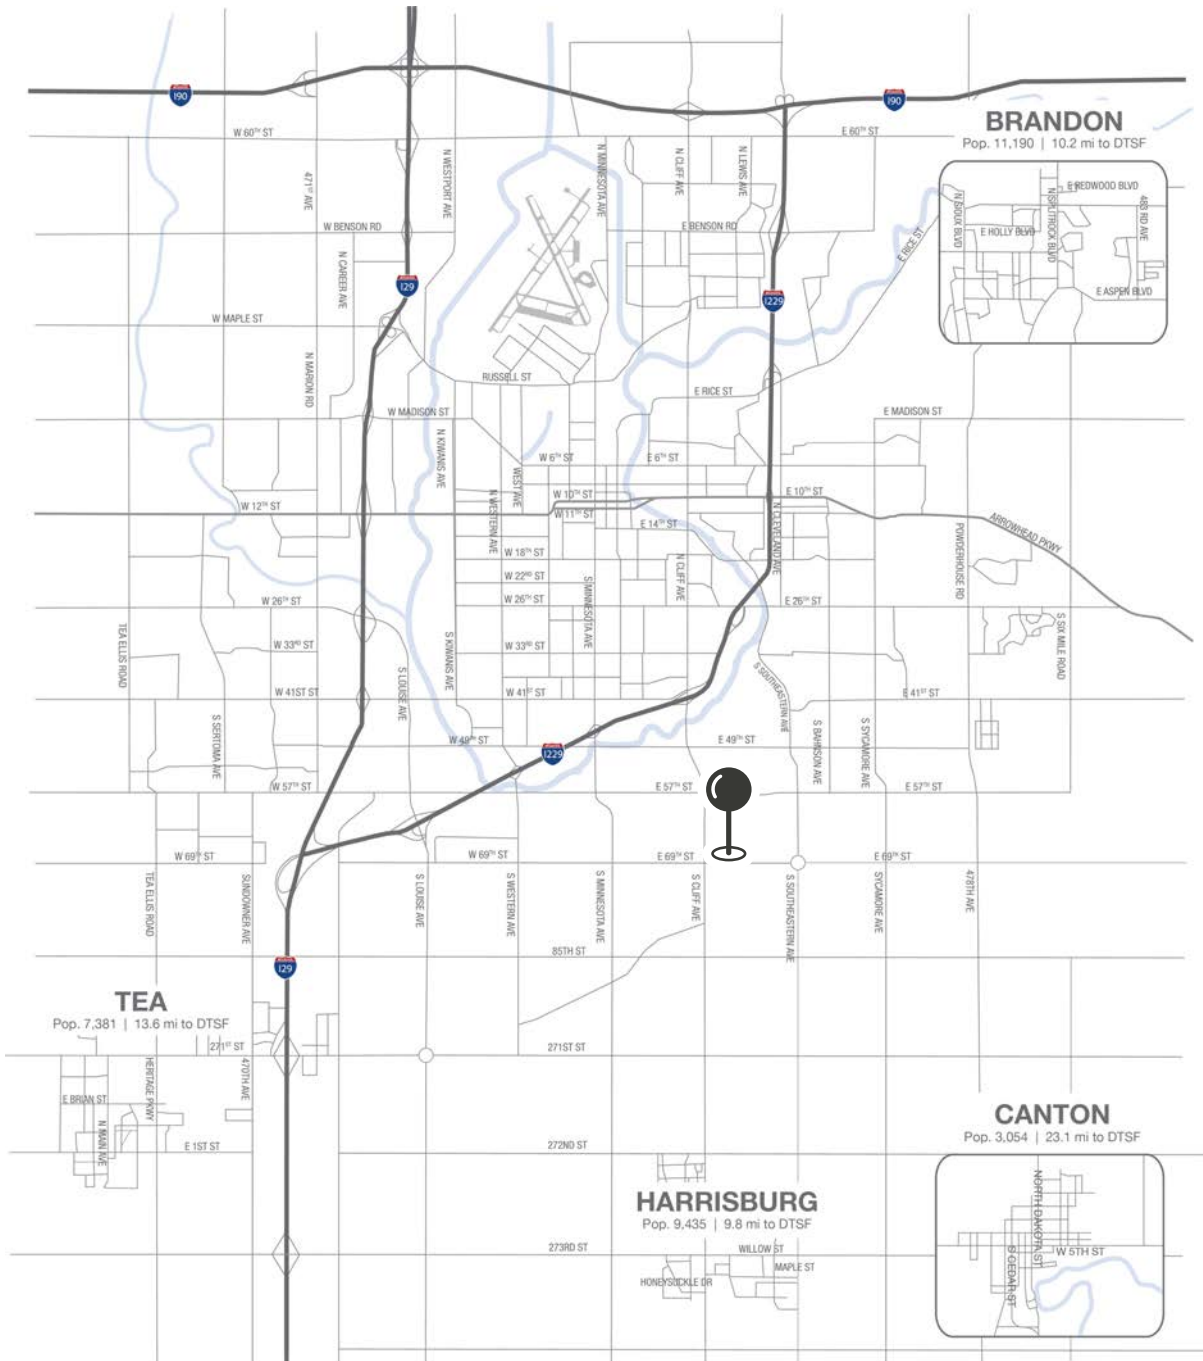 I90
I90
W 60TH ST
E 60TH ST
BRANDON
Pop. 11,190 | 10.2 mi to DTSF
N SIOUX BLVD
N SPLITROCK BLVD
E REDWOOD BLVD
E HOLLY BLVD
483 RD AVE
E ASPEN BLVD
471ST AVE
N WESTPORT AVE
N MINNESOTA AVE
N CLIFF AVE
N LEWIS AVE
W BENSON RD
E BENSON RD
E RICE ST
N CAREER AVE
I29
I229
W MAPLE ST
N MARION RD
RUSSELL ST
E RICE ST
W MADISON ST
E MADISON ST
N KIWANIS AVE
W 6TH ST
E 6TH ST
WEST AVE
N WESTERN AVE
W 10TH ST
E 10TH ST
W 12TH ST
W 11TH ST
E 14TH ST
N CLEVELAND AVE
POWDERHOUSE RD
ARROWHEAD PKWY
W 18TH ST
N CLIFF AVE
W 22ND ST
S MINNESOTA AVE
W 26TH ST
W 26TH ST
E 26TH ST
TEA ELLIS ROAD
S KIWANIS AVE
S SIX MILE ROAD
W 33RD ST
W 33RD ST
S LOUISE AVE
S SOUTHEASTERN AVE
W 41ST ST
W 41ST ST
E 41ST ST
S SERTOMA AVE
S BAHNSON AVE
S SYCAMORE AVE
W 49TH ST
I229
E 49TH ST
W 57TH ST
E 57TH ST
E 57TH ST
W 69TH ST
W 69TH ST
E 69TH ST
E 69TH ST
TEA ELLIS ROAD
SUNDOWNER AVE
S LOUISE AVE
S WESTERN AVE
S MINNESOTA AVE
S CLIFF AVE
S SOUTHEASTERN AVE
SYCAMORE AVE
478TH AVE
85TH ST
I29
TEA
Pop. 7,381 | 13.6 mi to DTSF
271ST ST
271ST ST
HERITAGE PKWY
470TH AVE
E BRIAN ST
N MAIN AVE
E 1ST ST
272ND ST
CANTON
Pop. 3,054 | 23.1 mi to DTSF
NORTH DAKOTA ST
W 5TH ST
S CEDAR ST
HARRISBURG
Pop. 9,435 | 9.8 mi to DTSF
273RD ST
WILLOW ST
MAPLE ST
HONEYSUCKLE DR